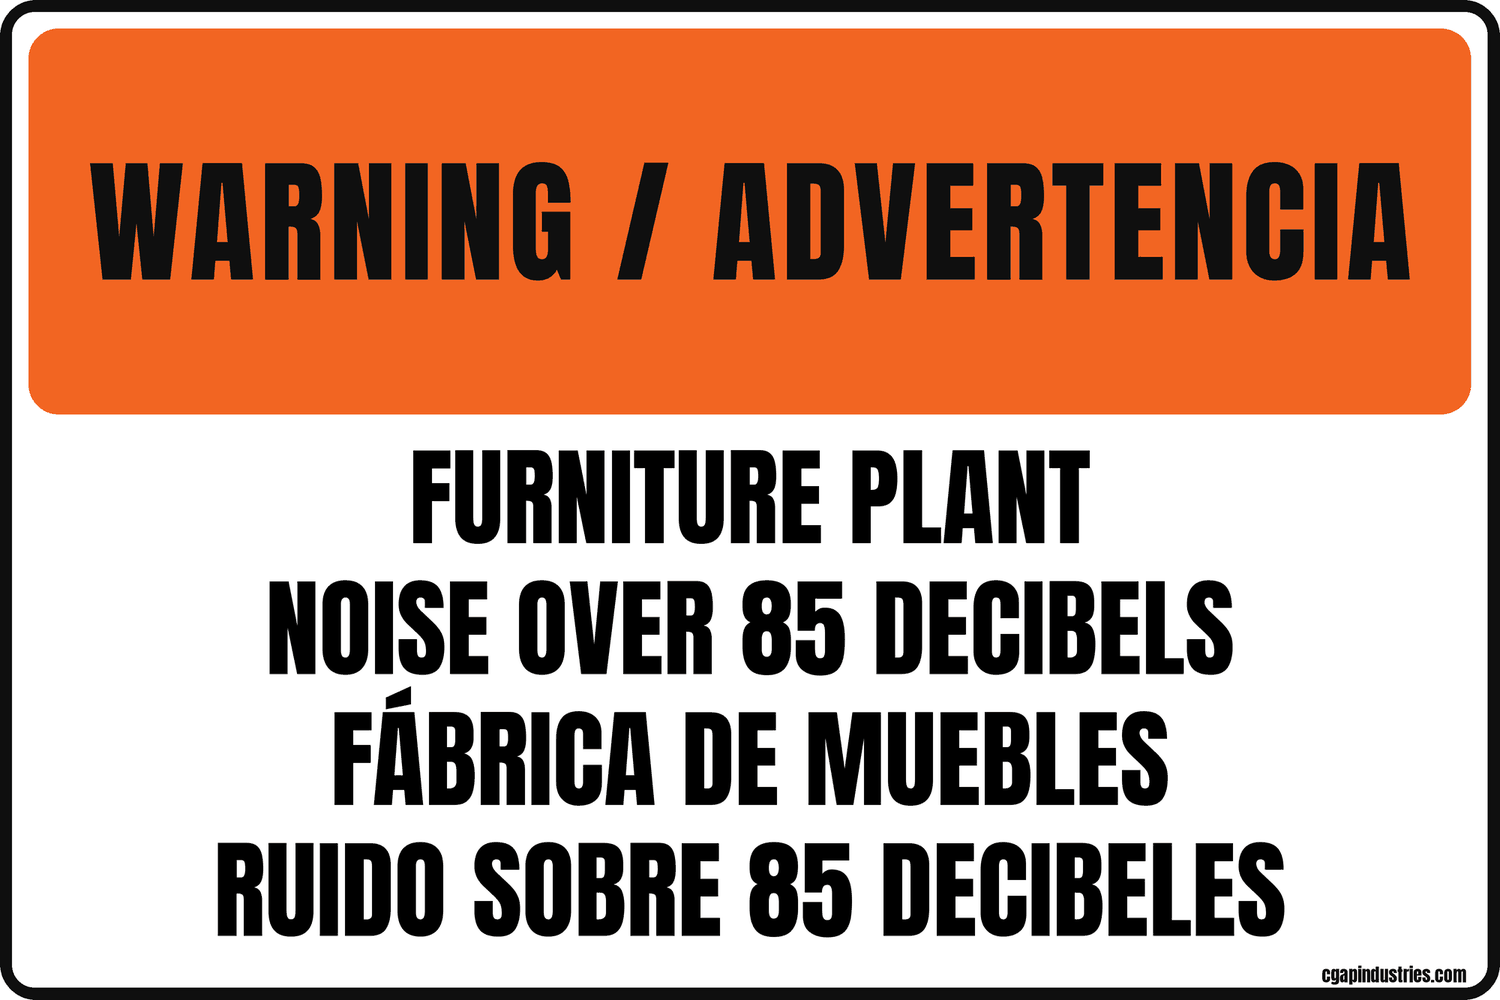 WARNING / ADVERTENCIA
FURNITURE PLANT
NOISE OVER 85 DECIBELS
FÁBRICA DE MUEBLES
RUIDO SOBRE 85 DECIBELES
cgapindustries.com